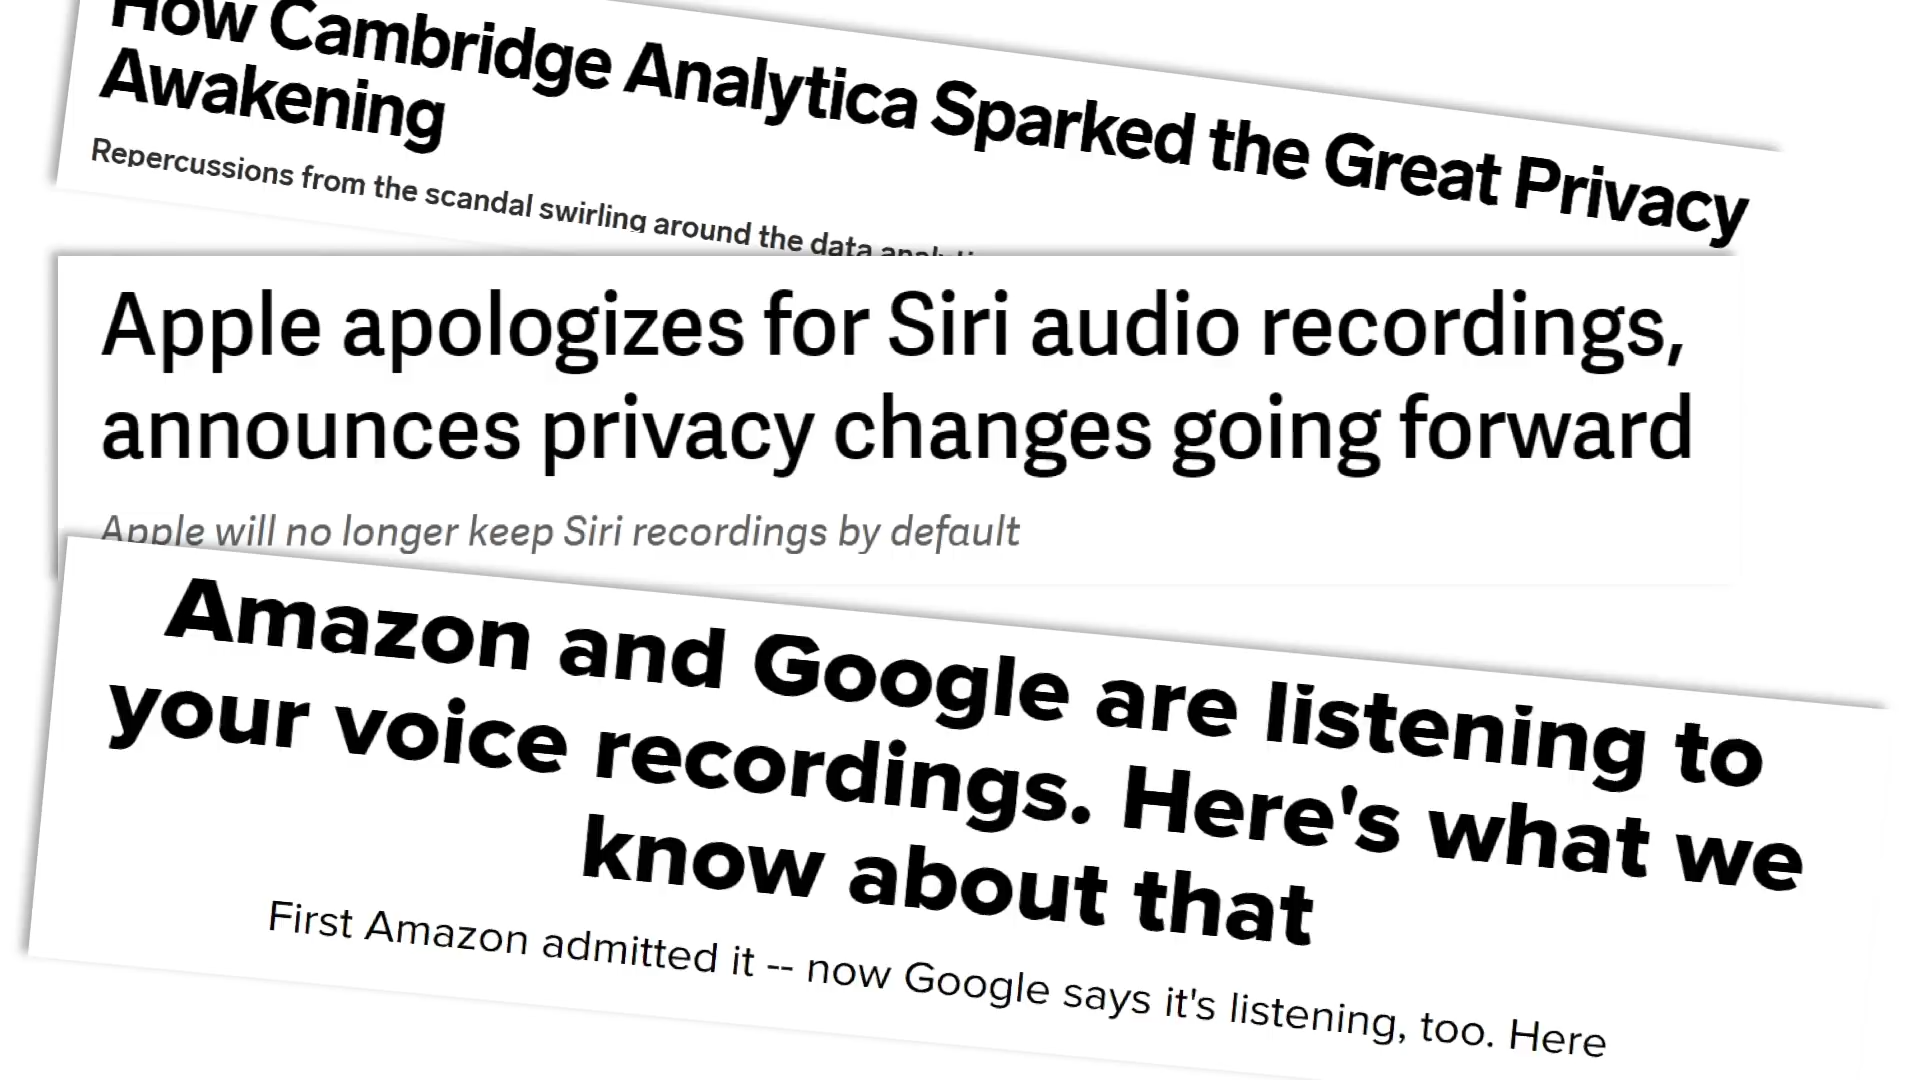 How Cambridge Analytica Sparked the Great Privacy
Awakening
Repercussions from the scandal swirling around the data
Apple apologizes for Siri audio recordings,
announces privacy changes going forward
Apple will no longer keep Siri recordings by default
Amazon and Google are listening to
your voice recordings. Here's what we
know about that
First Amazon admitted it -- now Google says it's listening, too. Here